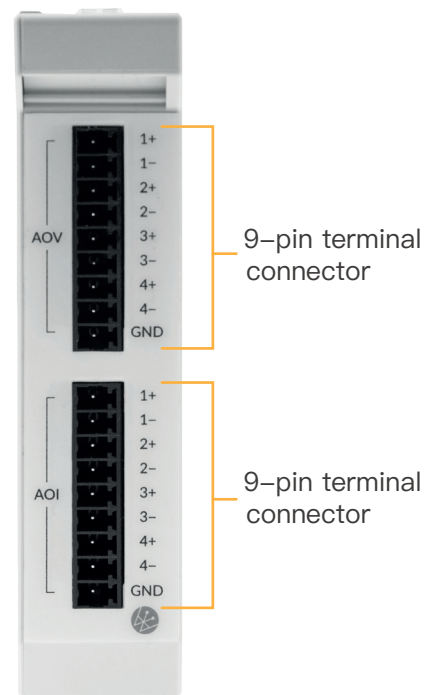 1+
1–
2+
2–
AOV
3+
3–
4+
4–
GND
9–pin terminal
connector
1+
1–
2+
2–
AOI
3+
3–
4+
4–
GND
9–pin terminal
connector